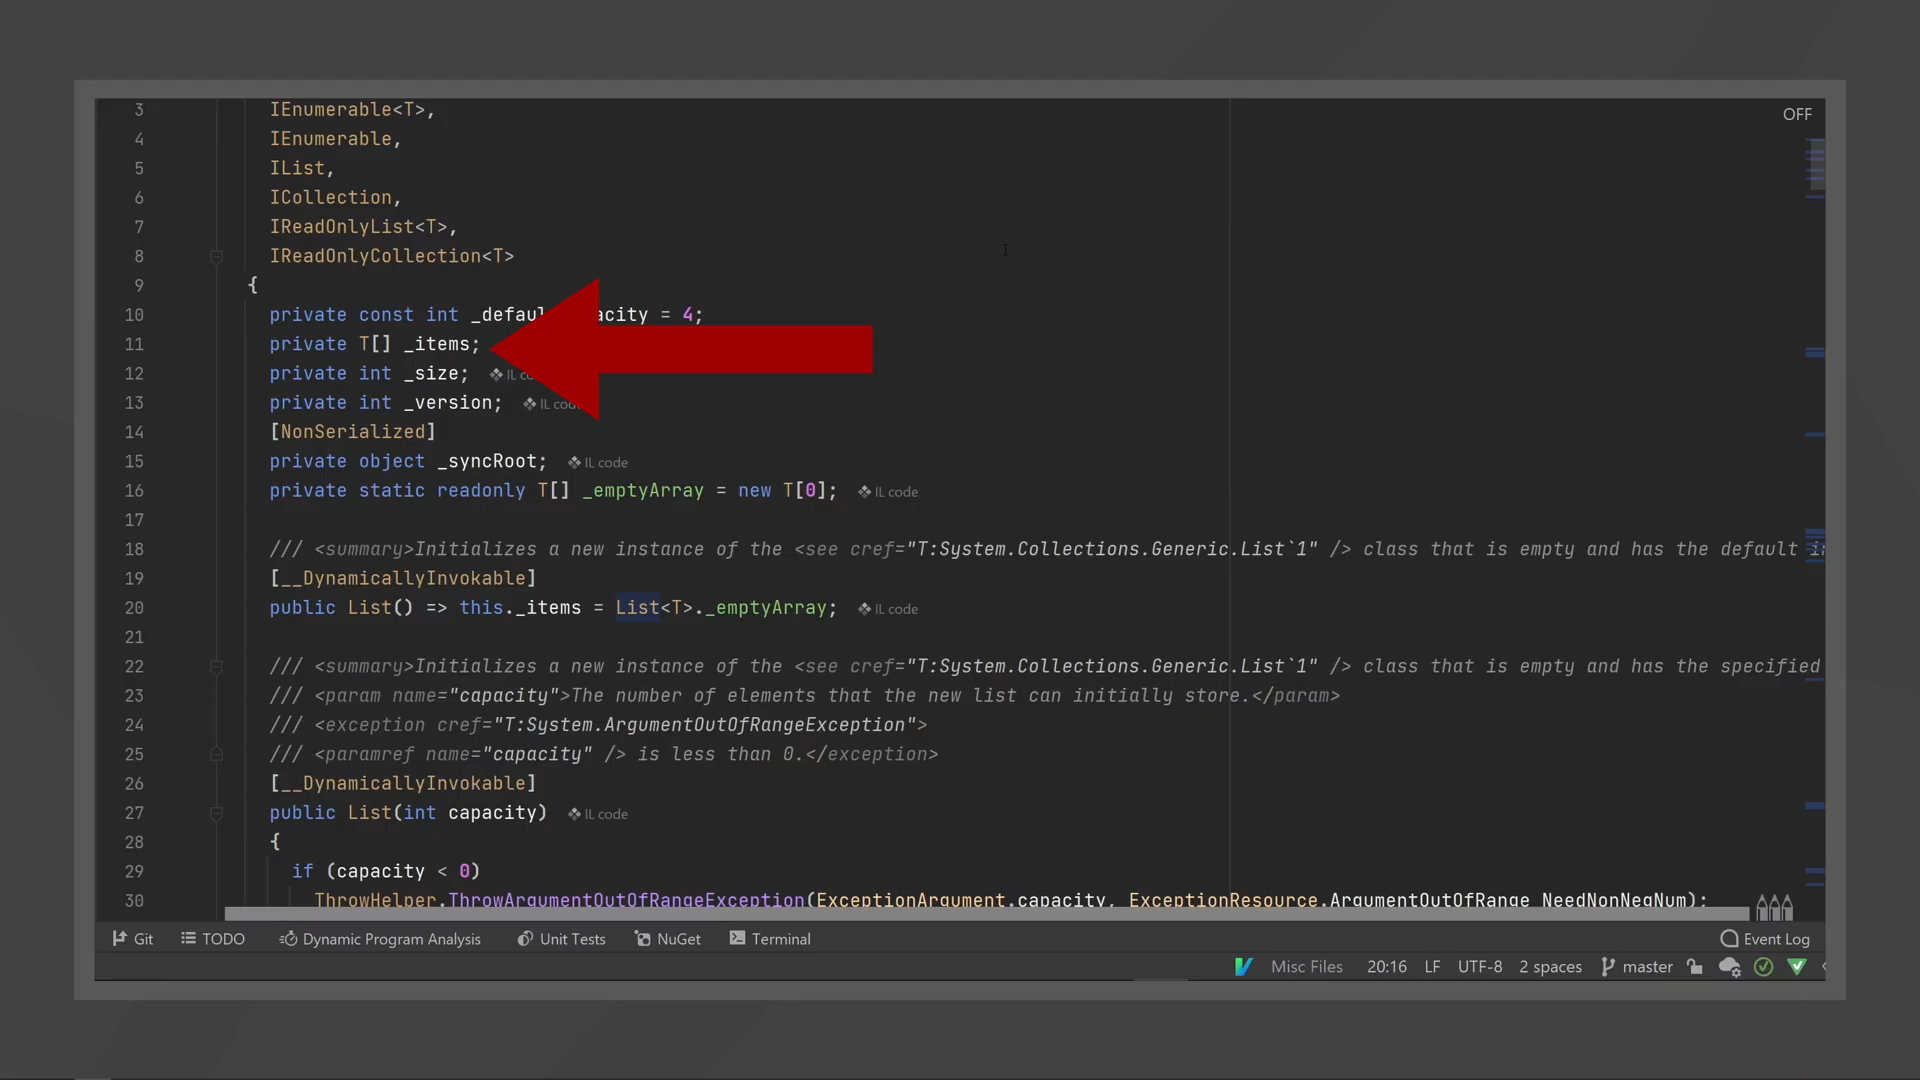 3 IEnumerable<T>,
OFF
4 IEnumerable,
5 IList,
6 ICollection,
7 IReadOnlyList<T>,
8 IReadOnlyCollection<T>
9 {
10 private const int _defaul acity = 4;
11 private T[] _items;
12 private int _size; IL co
13 private int _version; IL code
14 [NonSerialized]
15 private object _syncRoot; IL code
16 private static readonly T[] _emptyArray = new T[0]; IL code
17
18 /// <summary>Initializes a new instance of the <see cref="T:System.Collections.Generic.List`1" /> class that is empty and has the default i
19 [__DynamicallyInvokable]
20 public List() => this._items = List<T>._emptyArray; IL code
21
22 /// <summary>Initializes a new instance of the <see cref="T:System.Collections.Generic.List`1" /> class that is empty and has the specified
23 /// <param name="capacity">The number of elements that the new list can initially store.</param>
24 /// <exception cref="T:System.ArgumentOutOfRangeException">
25 /// <paramref name="capacity" /> is less than 0.</exception>
26 [__DynamicallyInvokable]
27 public List(int capacity) IL code
28 {
29 if (capacity < 0)
30 ThrowHelper.ThrowArgumentOutOfRangeException(ExceptionArgument.capacity, ExceptionResource.ArgumentOutOfRange_NeedNonNegNum);
Git TODO Dynamic Program Analysis Unit Tests NuGet Terminal Event Log
Misc Files 20:16 LF UTF-8 2 spaces master